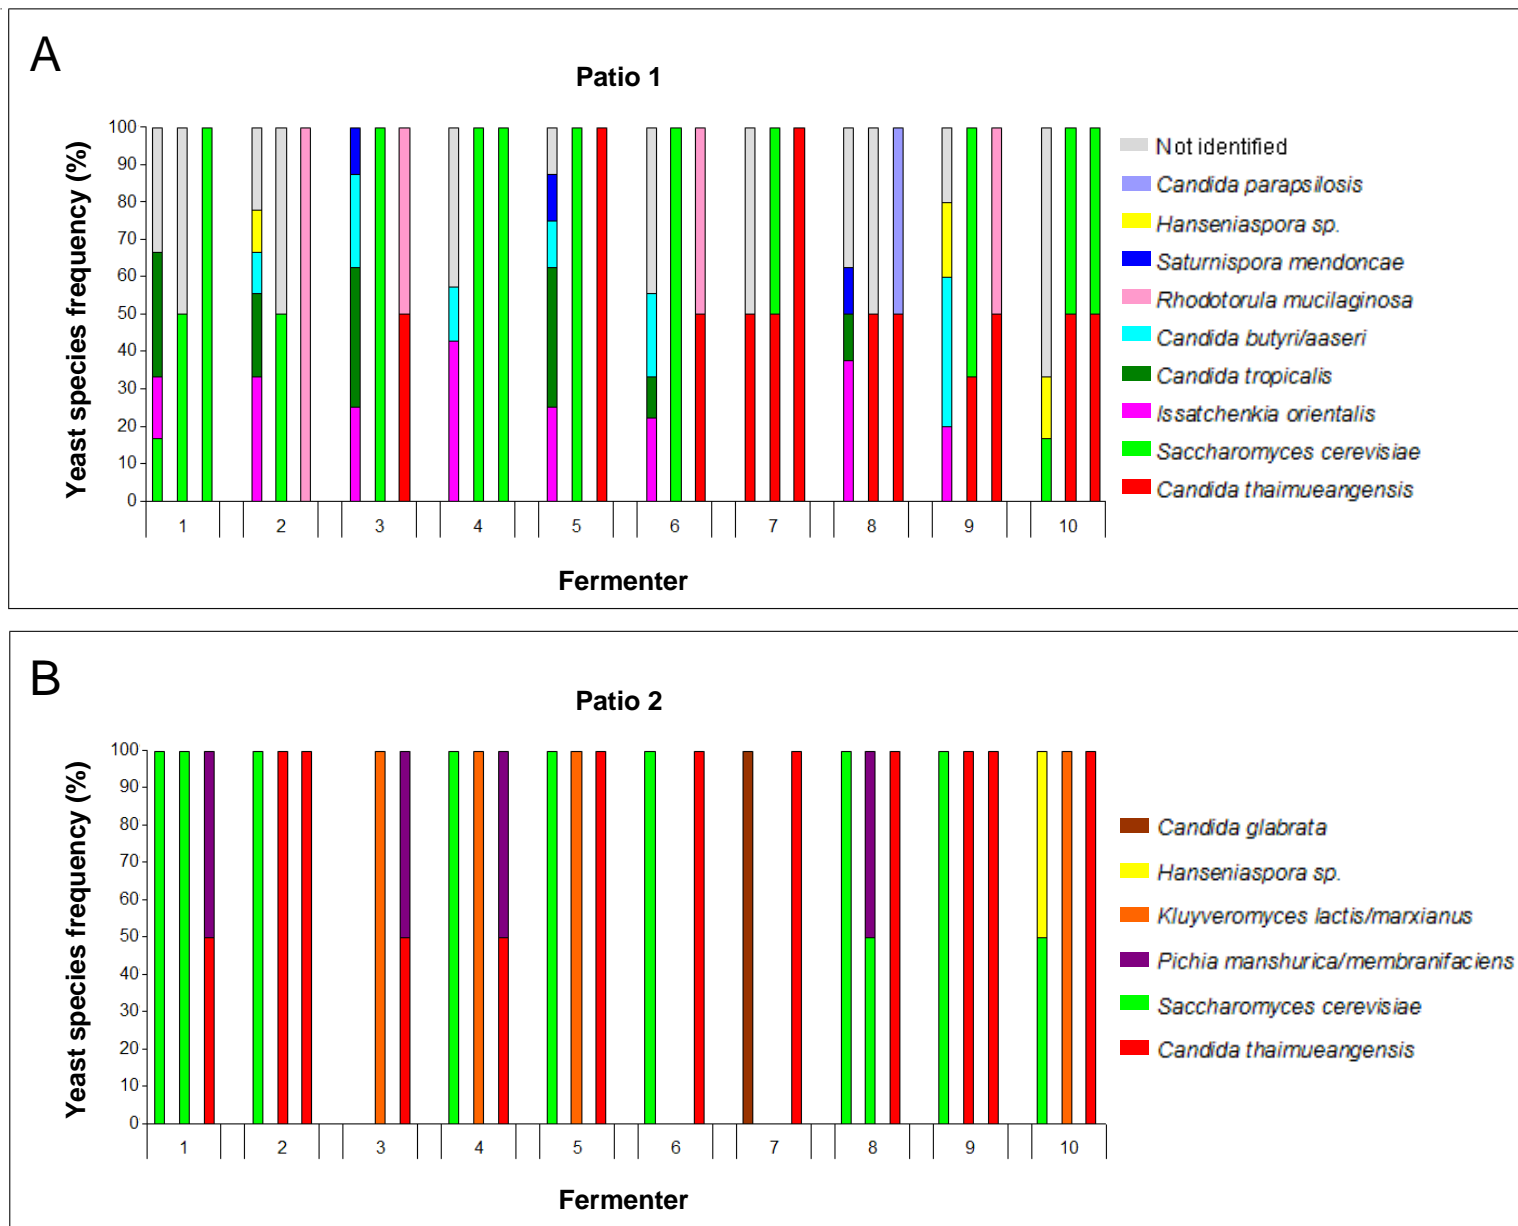 A
Patio 1
Yeast species frequency (%)
100
90
80
70
60
50
40
30
20
10
0
1 2 3 4 5 6 7 8 9 10
Fermenter
Not identified
Candida parapsilosis
Hanseniaspora sp.
Saturnispora mendoncae
Rhodotorula mucilaginosa
Candida butyri/aaseri
Candida tropicalis
Issatchenkia orientalis
Saccharomyces cerevisiae
Candida thaimueangensis
B
Patio 2
Yeast species frequency (%)
100
90
80
70
60
50
40
30
20
10
0
1 2 3 4 5 6 7 8 9 10
Fermenter
Candida glabrata
Hanseniaspora sp.
Kluyveromyces lactis/marxianus
Pichia manshurica/membranifaciens
Saccharomyces cerevisiae
Candida thaimueangensis